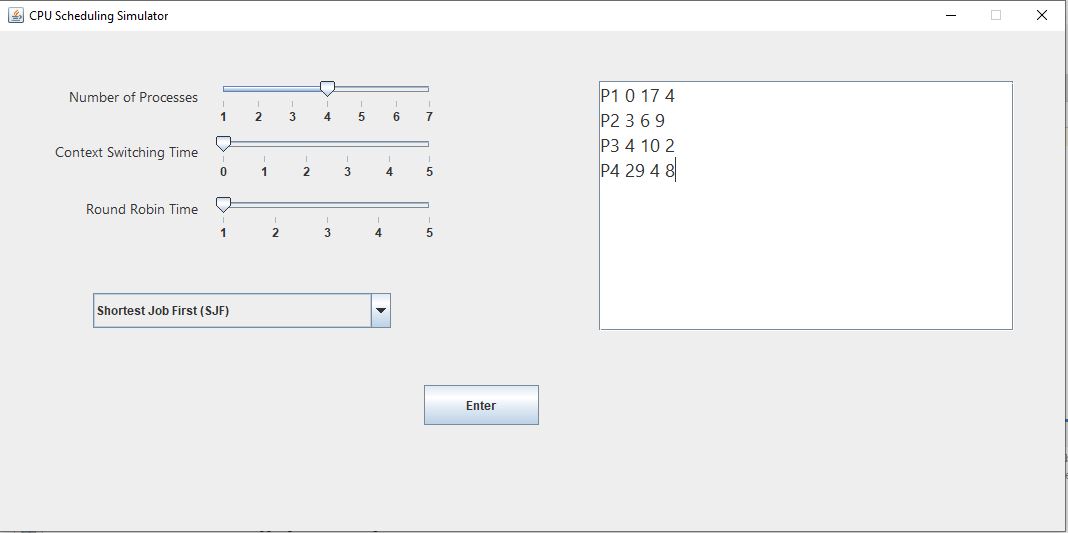 CPU Scheduling Simulator
Number of Processes
1 2 3 4 5 6 7
Context Switching Time
0 1 2 3 4 5
Round Robin Time
1 2 3 4 5
Shortest Job First (SJF)
Enter
P1 0 17 4
P2 3 6 9
P3 4 10 2
P4 29 4 8